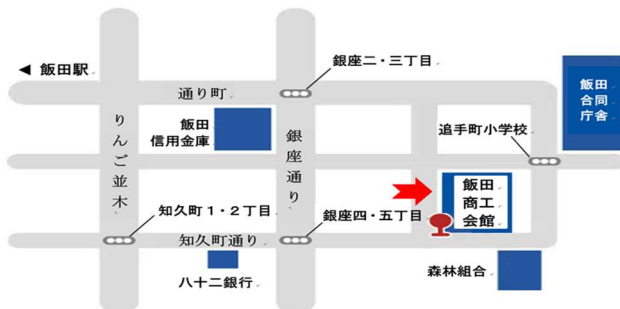 ◀ 飯田駅
銀座二・三丁目
通り町
飯田
合同
庁舎
りんご並木
飯田
信用金庫
銀座通り
追手町小学校
飯田
商工
会館
知久町1・2丁目
銀座四・五丁目
知久町通り
八十二銀行
森林組合